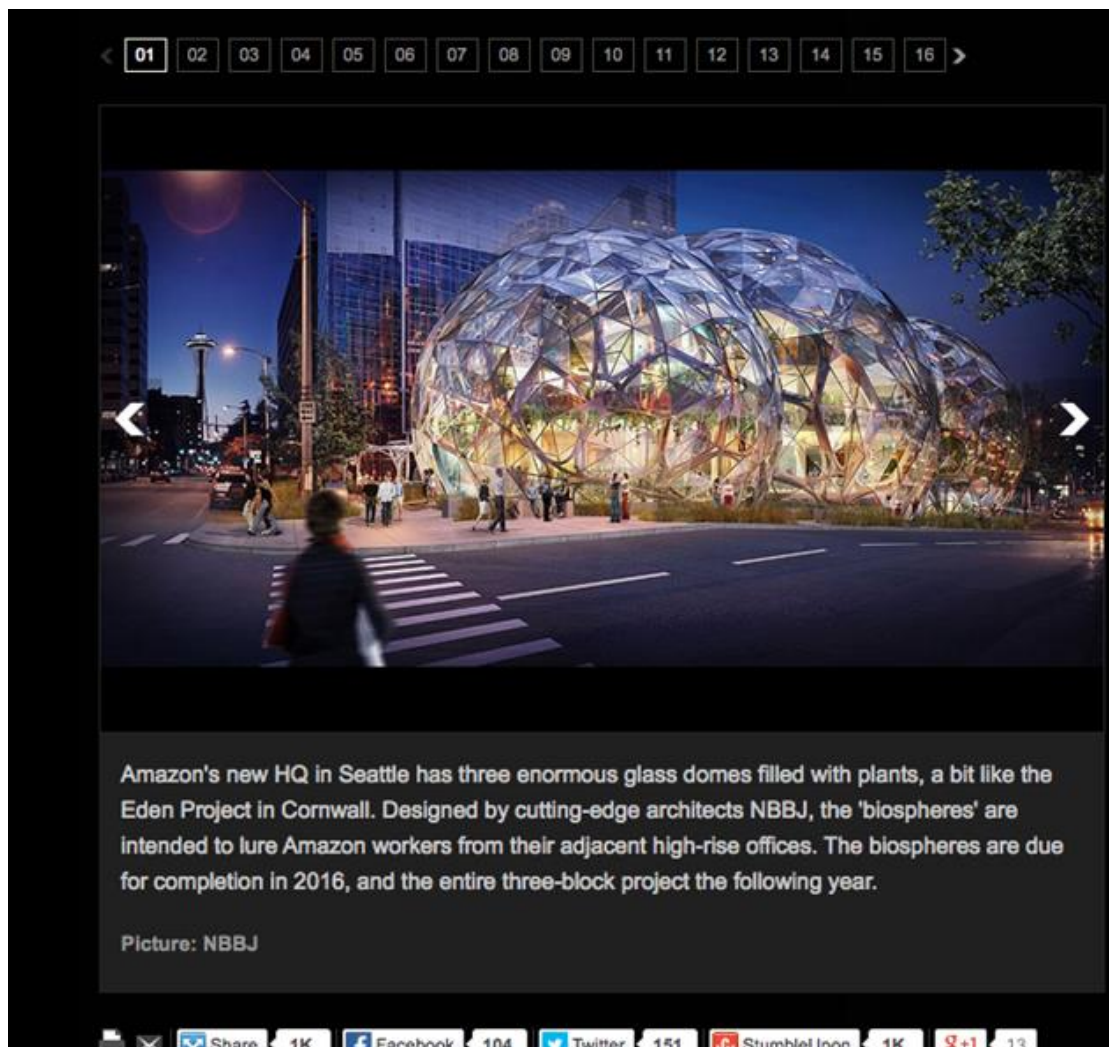 01 02 03 04 05 06 07 08 09 10 11 12 13 14 15 16
Amazon's new HQ in Seattle has three enormous glass domes filled with plants, a bit like the
Eden Project in Cornwall. Designed by cutting-edge architects NBBJ, the 'biospheres' are
intended to lure Amazon workers from their adjacent high-rise offices. The biospheres are due
for completion in 2016, and the entire three-block project the following year.
Picture: NBBJ
Share 1K Facebook 104 Twitter 151 StumbleUpon 1K g+1 13